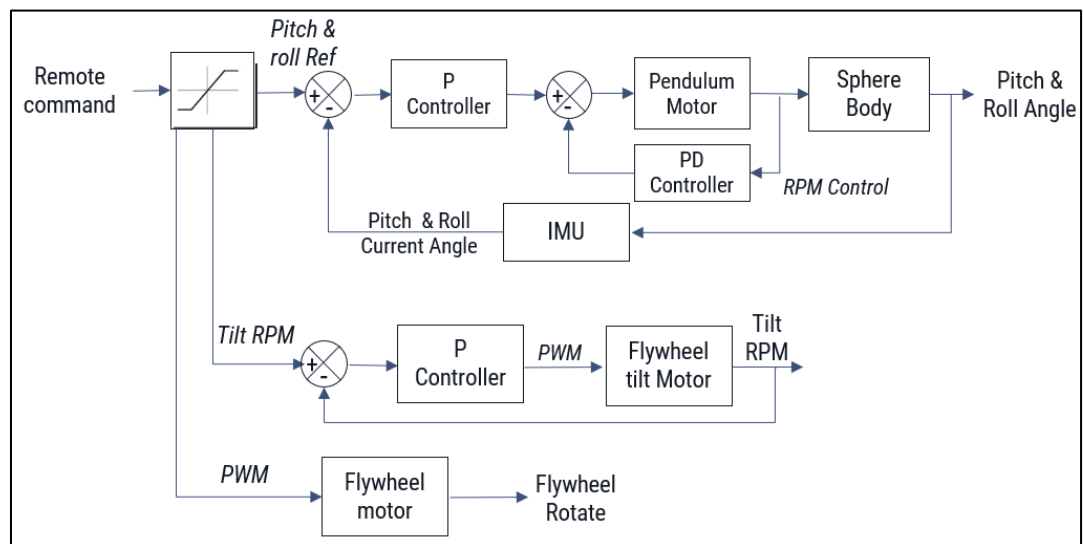 Pitch &
roll Ref
Remote
command
+
-
P
Controller
+
-
Pendulum
Motor
Sphere
Body
Pitch &
Roll Angle
PD
Controller
RPM Control
Pitch & Roll
Current Angle
IMU
Tilt RPM
+
-
P
Controller
PWM
Flywheel
tilt Motor
Tilt
RPM
PWM
Flywheel
motor
Flywheel
Rotate